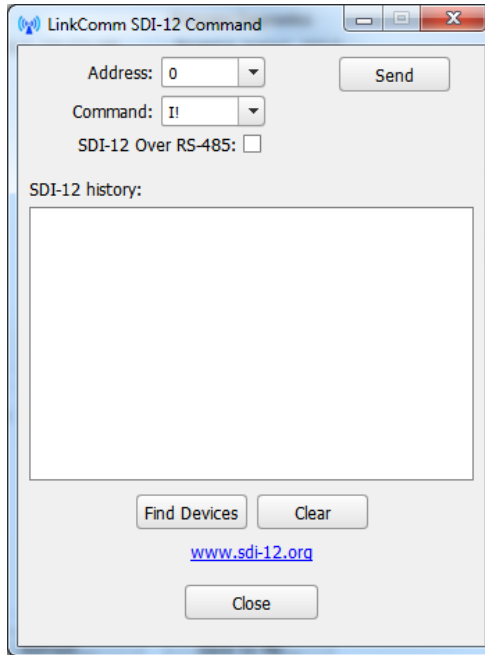 LinkComm SDI-12 Command
Address: 0
Send
Command: I!
SDI-12 Over RS-485:
SDI-12 history:
Find Devices
Clear
www.sdi-12.org
Close